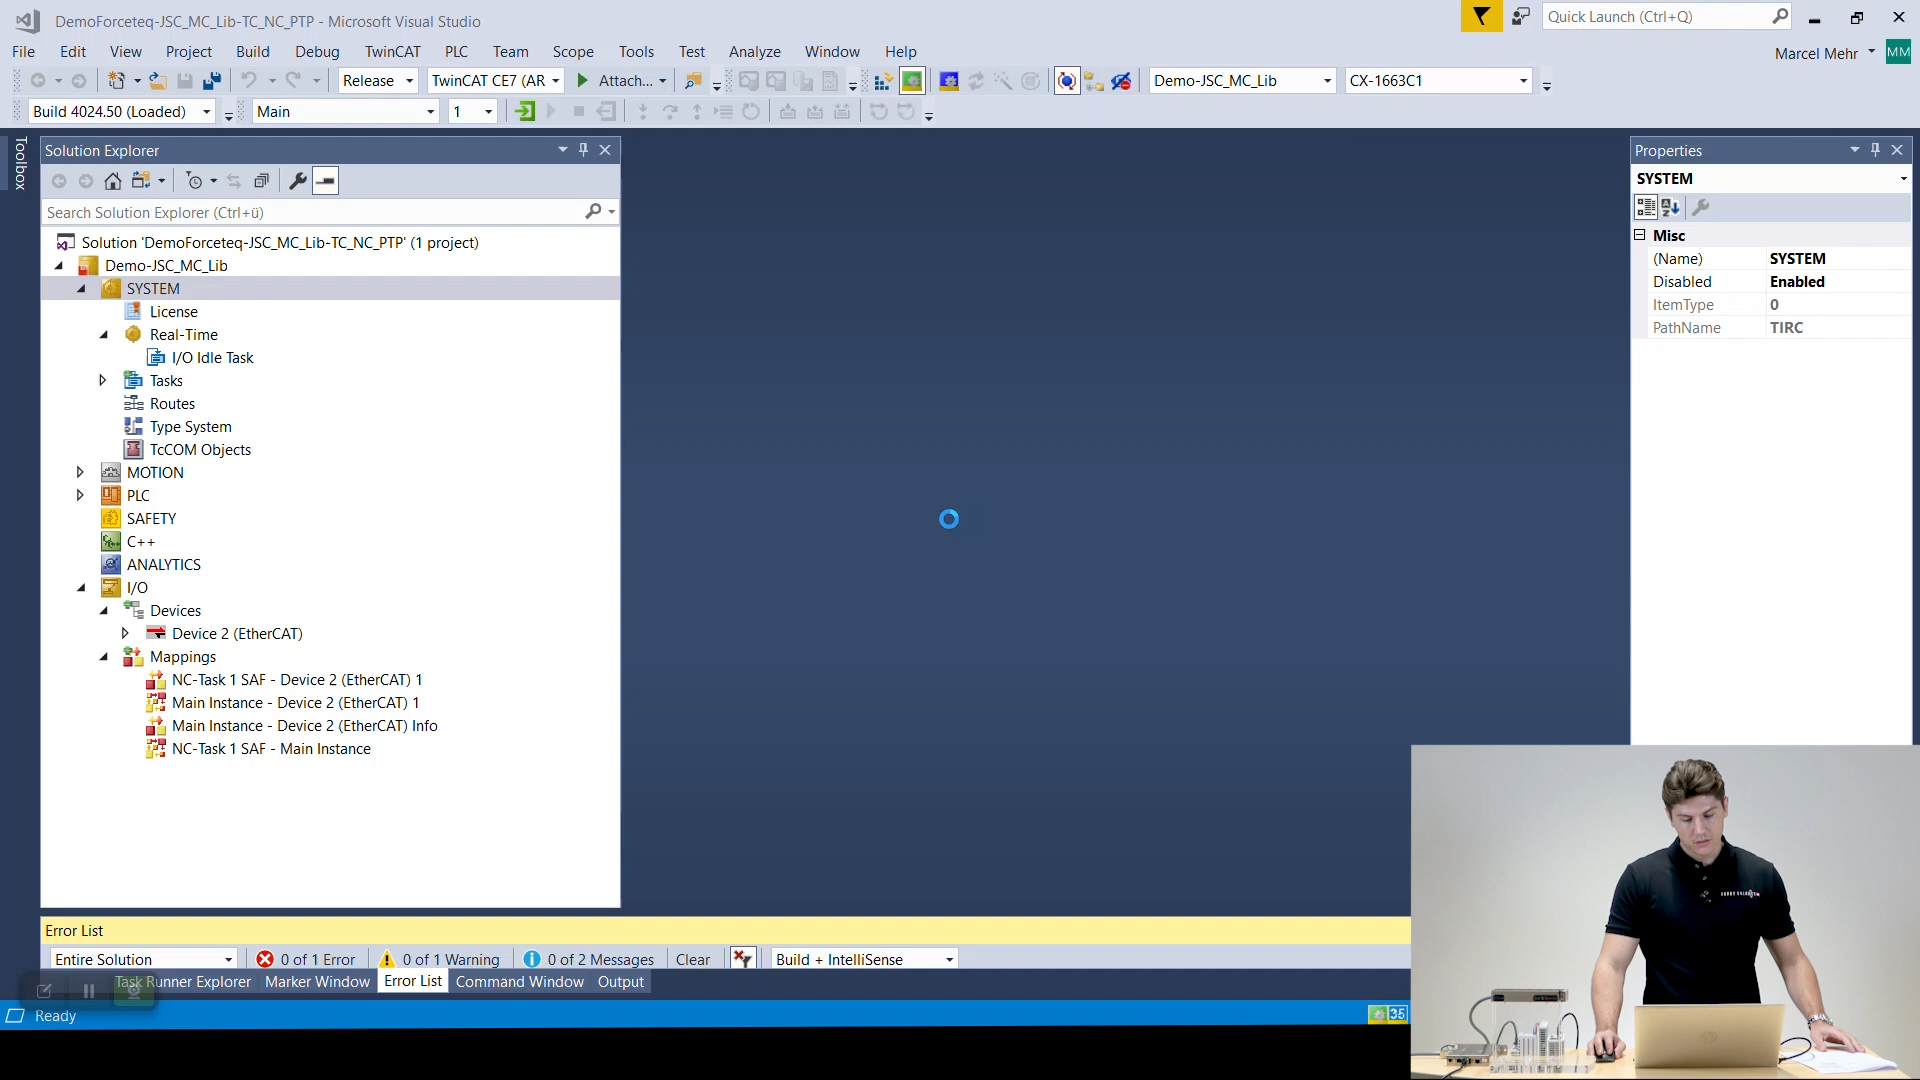 DemoForceteq-JSC_MC_Lib-TC_NC_PTP - Microsoft Visual Studio
Quick Launch (Ctrl+Q)
File Edit View Project Build Debug TwinCAT PLC Team Scope Tools Test Analyze Window Help
Marcel Mehr MM
Release TwinCAT CE7 (AR Attach... Demo-JSC_MC_Lib CX-1663C1
Build 4024.50 (Loaded) Main 1
Toolbox
Solution Explorer
Search Solution Explorer (Ctrl+ü)
Solution 'DemoForceteq-JSC_MC_Lib-TC_NC_PTP' (1 project)
Demo-JSC_MC_Lib
SYSTEM
License
Real-Time
I/O Idle Task
Tasks
Routes
Type System
TcCOM Objects
MOTION
PLC
SAFETY
C++
ANALYTICS
I/O
Devices
Device 2 (EtherCAT)
Mappings
NC-Task 1 SAF - Device 2 (EtherCAT) 1
Main Instance - Device 2 (EtherCAT) 1
Main Instance - Device 2 (EtherCAT) Info
NC-Task 1 SAF - Main Instance
Properties
SYSTEM
Misc
(Name) SYSTEM
Disabled Enabled
ItemType 0
PathName TIRC
Error List
Entire Solution 0 of 1 Error 0 of 1 Warning 0 of 2 Messages Clear Build + IntelliSense
Task Runner Explorer Marker Window Error List Command Window Output
Ready
35